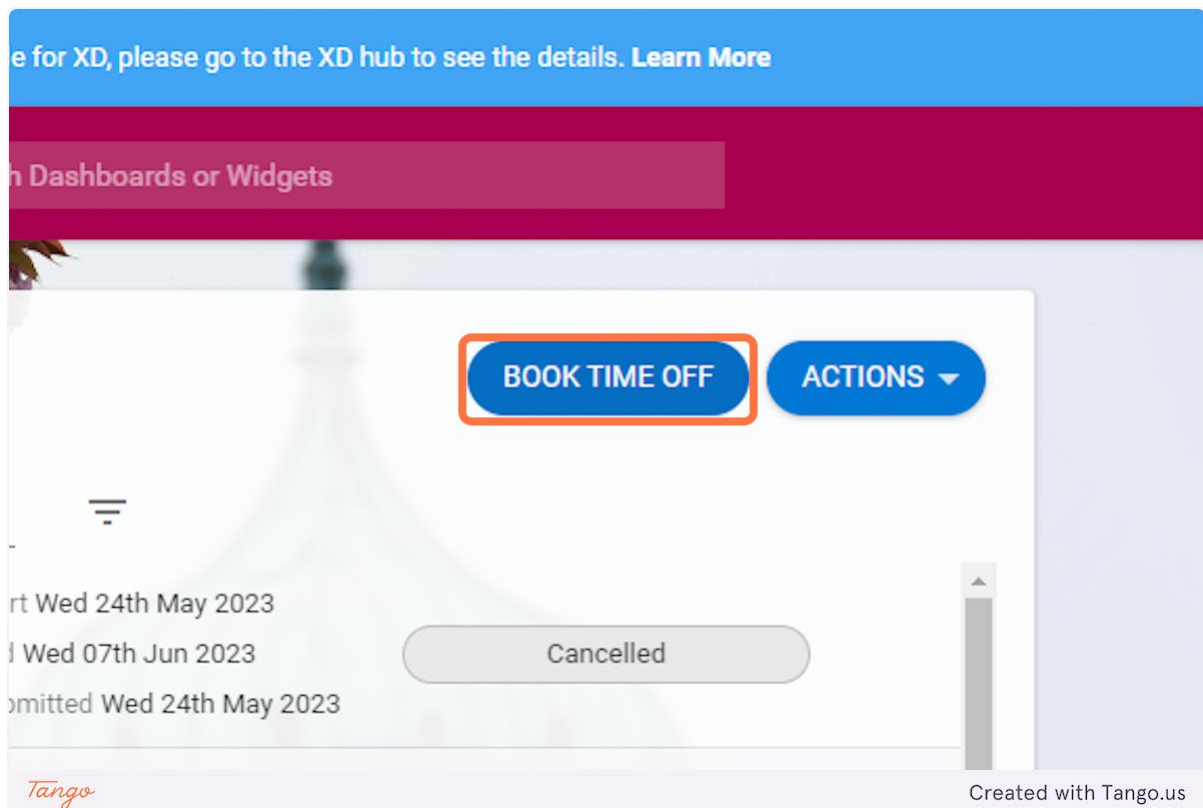 e for XD, please go to the XD hub to see the details. Learn More
h Dashboards or Widgets
BOOK TIME OFF ACTIONS
rt Wed 24th May 2023
d Wed 07th Jun 2023
Cancelled
omitted Wed 24th May 2023
Tango Created with Tango.us